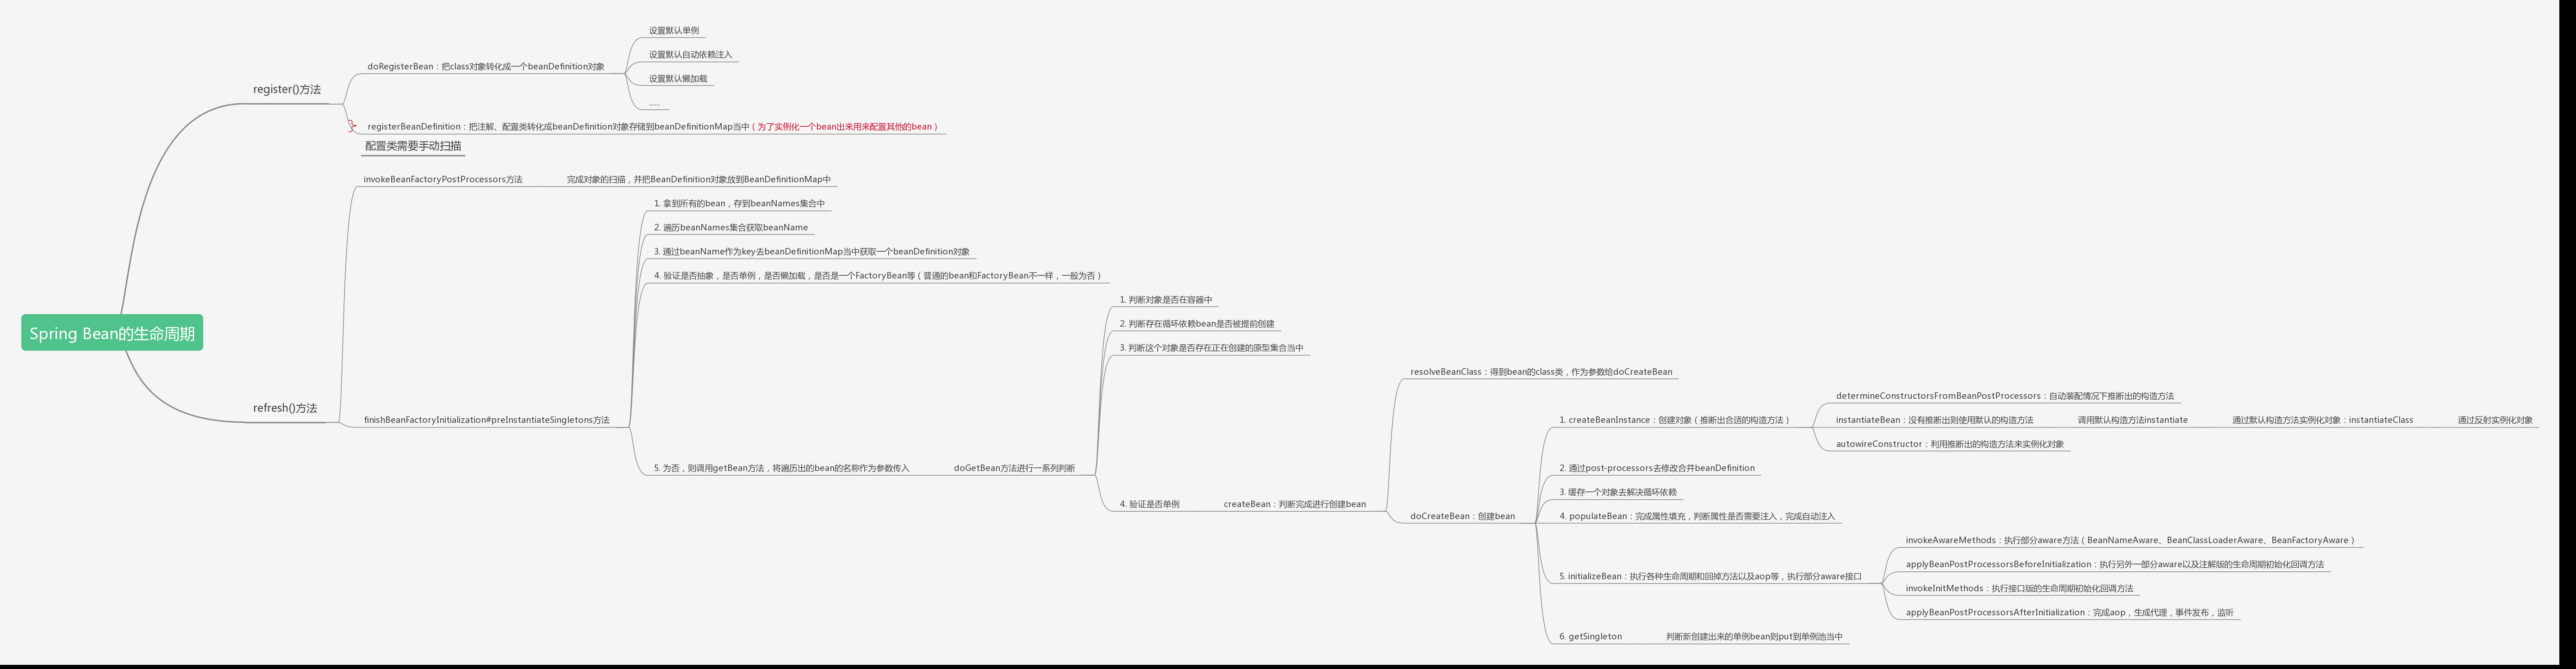 Spring Bean的生命周期
register()方法
doRegisterBean：把class对象转化成一个beanDefinition对象
设置默认单例
设置默认自动依赖注入
设置默认懒加载
......
registerBeanDefinition：把注解、配置类转化成beanDefinition对象存储到beanDefinitionMap当中（为了实例化一个bean出来用来配置其他的bean）
配置类需要手动扫描
refresh()方法
invokeBeanFactoryPostProcessors方法
完成对象的扫描，并把BeanDefinition对象放到BeanDefinitionMap中
finishBeanFactoryInitialization#preInstantiateSingletons方法
1. 拿到所有的bean，存到beanNames集合中
2. 遍历beanNames集合获取beanName
3. 通过beanName作为key去beanDefinitionMap当中获取一个beanDefinition对象
4. 验证是否抽象，是否单例，是否懒加载，是否是一个FactoryBean等（普通的bean和FactoryBean不一样，一般为否）
5. 为否，则调用getBean方法，将遍历出的bean的名称作为参数传入
doGetBean方法进行一系列判断
1. 判断对象是否在容器中
2. 判断存在循环依赖bean是否被提前创建
3. 判断这个对象是否存在正在创建的原型集合当中
4. 验证是否单例
createBean：判断完成进行创建bean
resolveBeanClass：得到bean的class类，作为参数给doCreateBean
doCreateBean：创建bean
1. createBeanInstance：创建对象（推断出合适的构造方法）
determineConstructorsFromBeanPostProcessors：自动装配情况下推断出的构造方法
instantiateBean：没有推断出则使用默认的构造方法
调用默认构造方法instantiate
通过默认构造方法实例化对象：instantiateClass
通过反射实例化对象
autowireConstructor：利用推断出的构造方法来实例化对象
2. 通过post-processors去修改合并beanDefinition
3. 缓存一个对象去解决循环依赖
4. populateBean：完成属性填充，判断属性是否需要注入，完成自动注入
5. initializeBean：执行各种生命周期和回掉方法以及aop等，执行部分aware接口
invokeAwareMethods：执行部分aware方法（BeanNameAware、BeanClassLoaderAware、BeanFactoryAware）
applyBeanPostProcessorsBeforeInitialization：执行另外一部分aware以及注解版的生命周期初始化回调方法
invokeInitMethods：执行接口版的生命周期初始化回调方法
applyBeanPostProcessorsAfterInitialization：完成aop，生成代理，事件发布，监听
6. getSingleton
判断新创建出来的单例bean则put到单例池当中